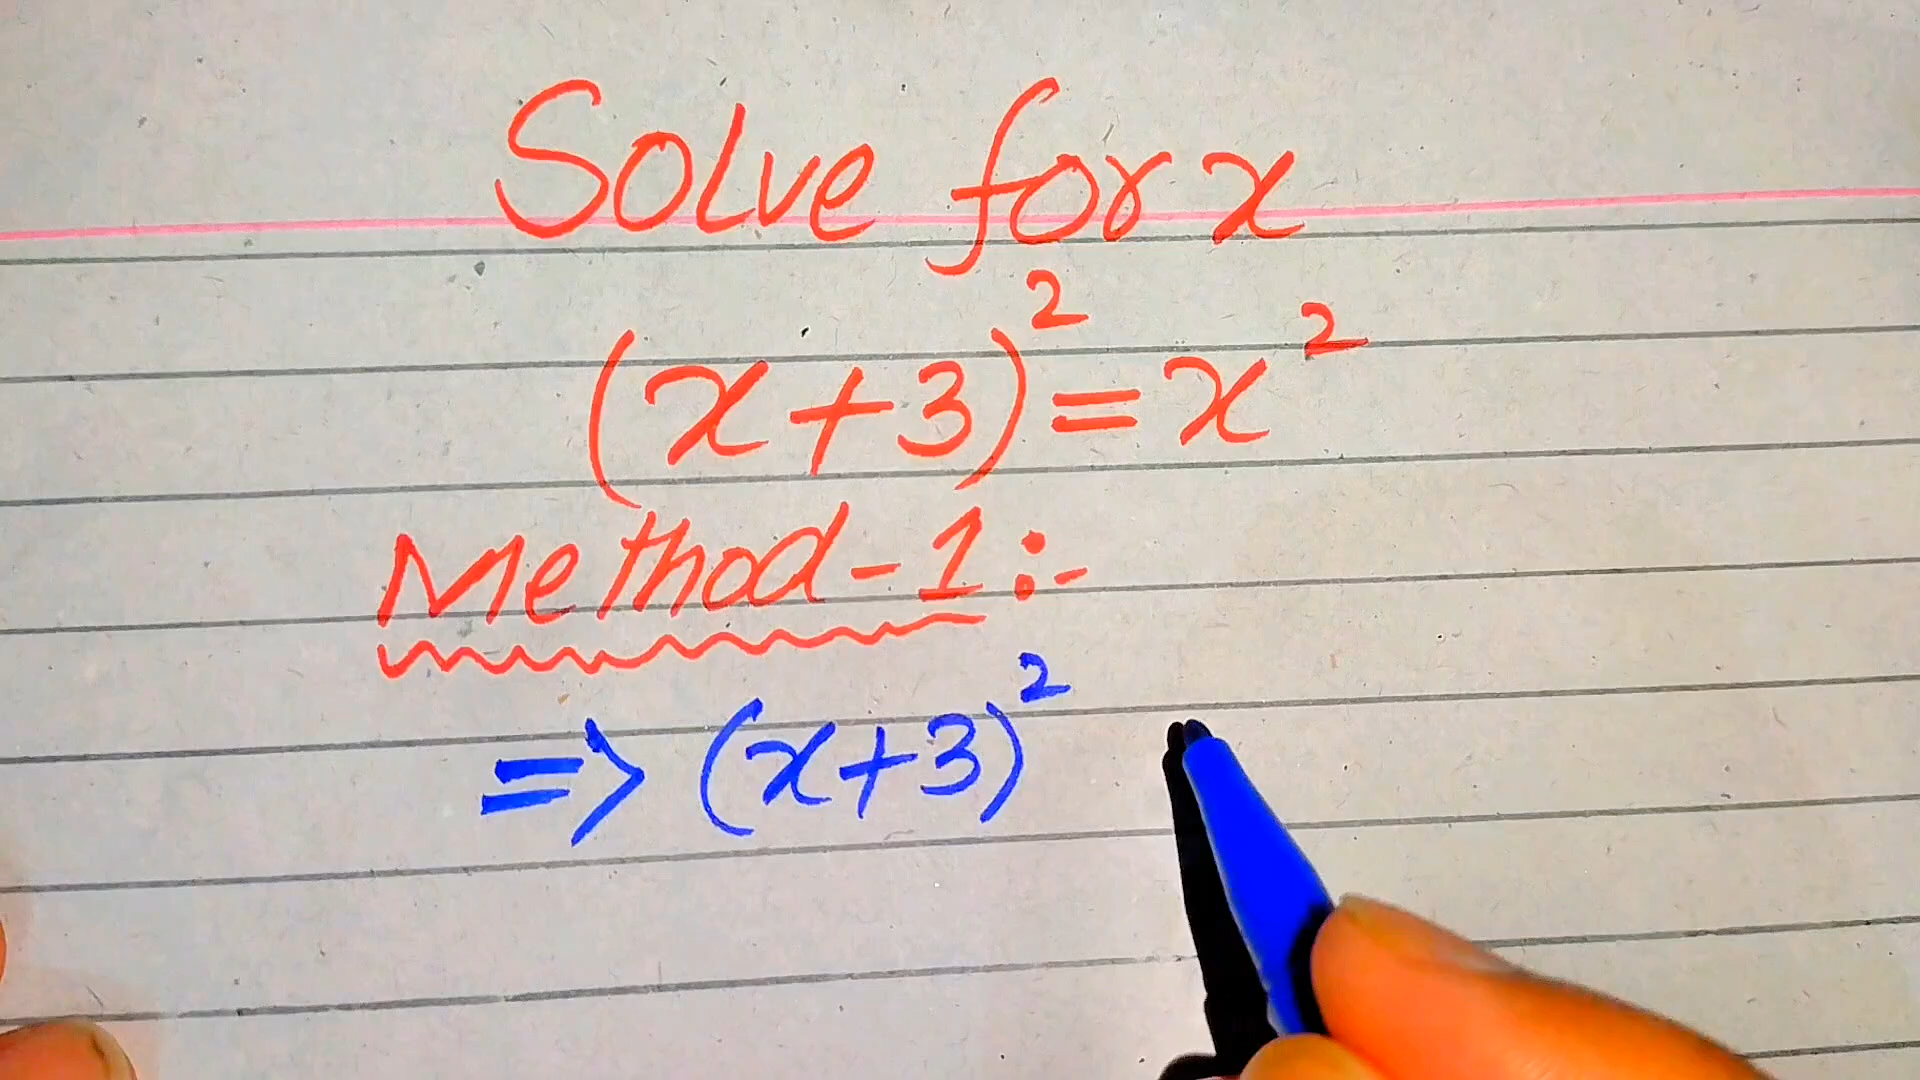 Solve for x
(x+3)² = x²
Method-1:-
=> (x+3)²